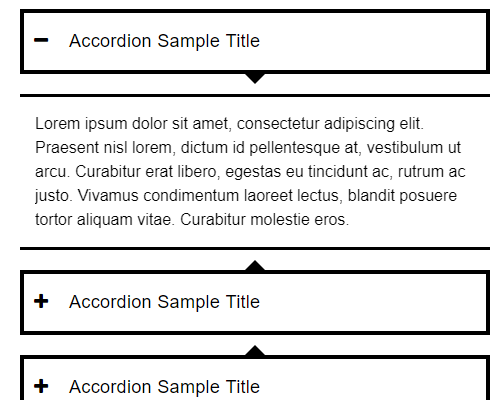 Accordion Sample Title
Lorem ipsum dolor sit amet, consectetur adipiscing elit.
Praesent nisl lorem, dictum id pellentesque at, vestibulum ut
arcu. Curabitur erat libero, egestas eu tincidunt ac, rutrum ac
justo. Vivamus condimentum laoreet lectus, blandit posuere
tortor aliquam vitae. Curabitur molestie eros.
Accordion Sample Title
Accordion Sample Title